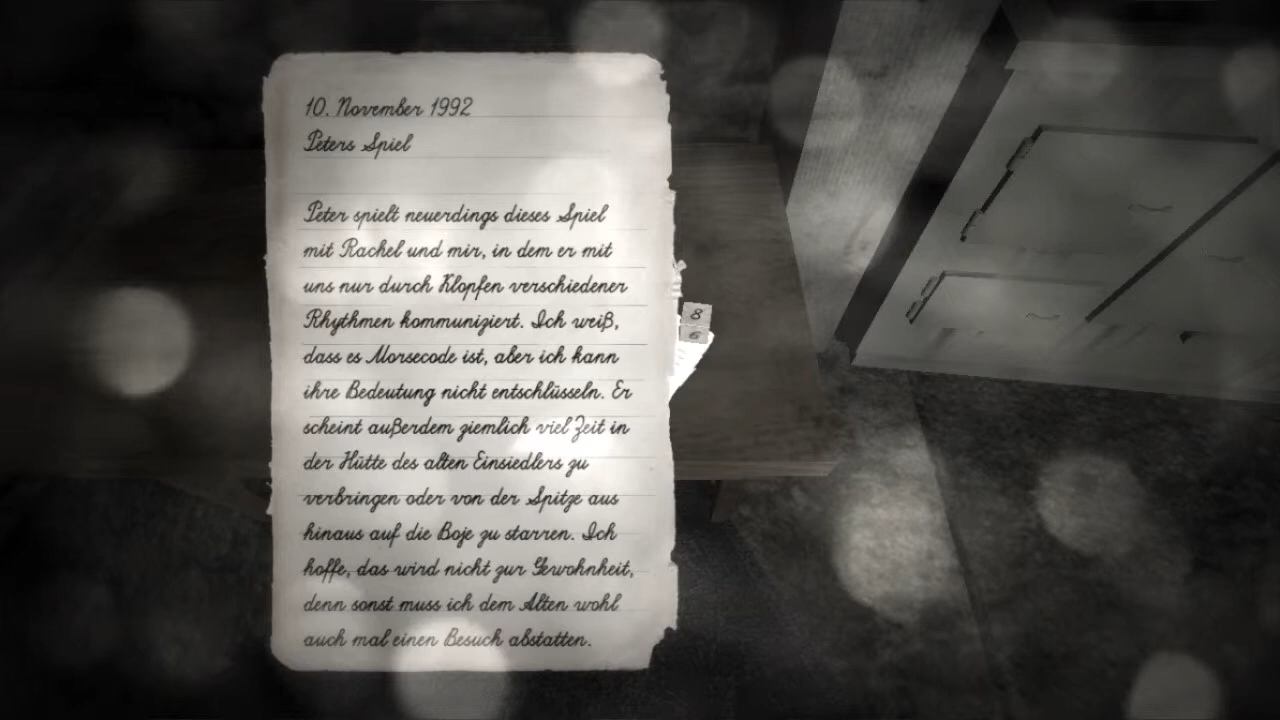 10. November 1992
Peters Spiel
Peter spielt neuerdings dieses Spiel
mit Rachel und mir, in dem er mit
uns nur durch Klopfen verschiedener
Rhythmen kommuniziert. Ich weiß,
dass es Morsecode ist, aber ich kann
ihre Bedeutung nicht entschlüsseln. Er
scheint außerdem ziemlich viel Zeit in
der Hütte des alten Einsiedlers zu
verbringen oder von der Spitze aus
hinaus auf die Boje zu starren. Ich
hoffe, das wird nicht zur Gewohnheit,
denn sonst muss ich dem Alten wohl
auch mal einen Besuch abstatten.
8
6